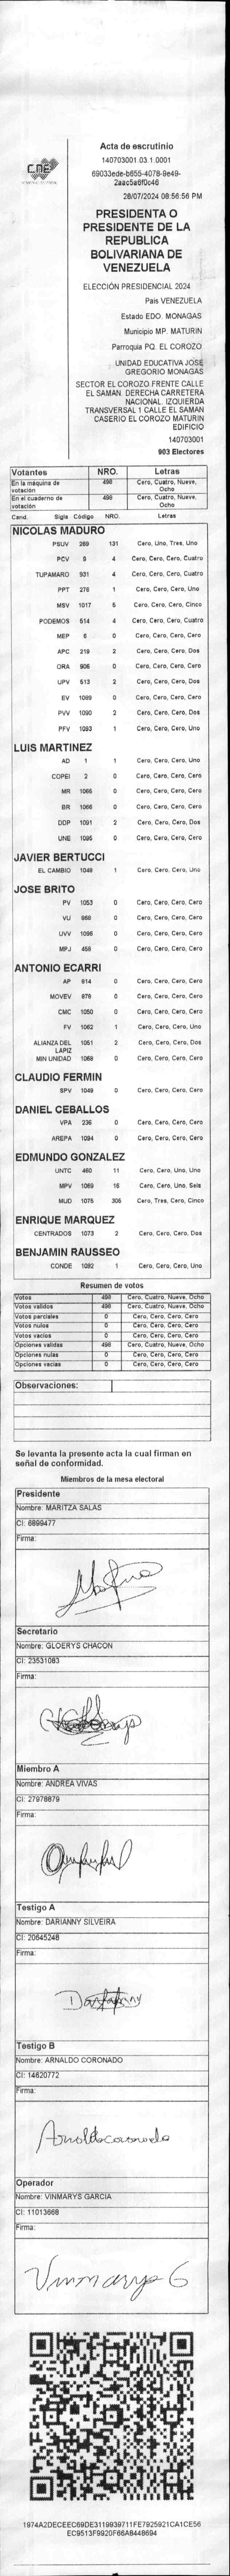 CNE
Acta de escrutinio
140703001.03.1.0001
69033ede-b655-4078-9e49-
2aac5a6f0c46
28/07/2024 08:56:56 PM
PRESIDENTA O
PRESIDENTE DE LA
REPUBLICA
BOLIVARIANA DE
VENEZUELA
ELECCIÓN PRESIDENCIAL 2024
Pais VENEZUELA
Estado EDO. MONAGAS
Municipio MP. MATURIN
Parroquia PQ. EL COROZO
UNIDAD EDUCATIVA JOSE
GREGORIO MONAGAS
SECTOR EL COROZO FRENTE CALLE
EL SAMAN. DERECHA CARRETERA
NACIONAL. IZQUIERDA
TRANSVERSAL 1 CALLE EL SAMAN
CASERIO EL COROZO MATURIN
EDIFICIO
140703001
903 Electores
Votantes NRO. Letras
En la máquina de votación 498 Cero, Cuatro, Nueve, Ocho
En el cuaderno de votación 498 Cero, Cuatro, Nueve, Ocho
Cand. Sigla Código NRO. Letras
NICOLAS MADURO
PSUV 269 131 Cero, Uno, Tres, Uno
PCV 9 4 Cero, Cero, Cero, Cuatro
TUPAMARO 931 4 Cero, Cero, Cero, Cuatro
PPT 278 1 Cero, Cero, Cero, Uno
MSV 1017 5 Cero, Cero, Cero, Cinco
PODEMOS 514 4 Cero, Cero, Cero, Cuatro
MEP 6 0 Cero, Cero, Cero, Cero
APC 219 2 Cero, Cero, Cero, Dos
ORA 906 0 Cero, Cero, Cero, Cero
UPV 513 2 Cero, Cero, Cero, Dos
EV 1089 0 Cero, Cero, Cero, Cero
PVV 1090 2 Cero, Cero, Cero, Dos
PFV 1093 1 Cero, Cero, Cero, Uno
LUIS MARTINEZ
AD 1 1 Cero, Cero, Cero, Uno
COPEI 2 0 Cero, Cero, Cero, Cero
MR 1065 0 Cero, Cero, Cero, Cero
BR 1066 0 Cero, Cero, Cero, Cero
DDP 1091 2 Cero, Cero, Cero, Dos
UNE 1095 0 Cero, Cero, Cero, Cero
JAVIER BERTUCCI
EL CAMBIO 1048 1 Cero, Cero, Cero, Uno
JOSE BRITO
PV 1053 0 Cero, Cero, Cero, Cero
VU 868 0 Cero, Cero, Cero, Cero
UVV 1096 0 Cero, Cero, Cero, Cero
MPJ 458 0 Cero, Cero, Cero, Cero
ANTONIO ECARRI
AP 814 0 Cero, Cero, Cero, Cero
MOVEV 978 0 Cero, Cero, Cero, Cero
CMC 1050 0 Cero, Cero, Cero, Cero
FV 1062 1 Cero, Cero, Cero, Uno
ALIANZA DEL LAPIZ 1051 2 Cero, Cero, Cero, Dos
MIN UNIDAD 1068 0 Cero, Cero, Cero, Cero
CLAUDIO FERMIN
SPV 1049 0 Cero, Cero, Cero, Cero
DANIEL CEBALLOS
VPA 236 0 Cero, Cero, Cero, Cero
AREPA 1094 0 Cero, Cero, Cero, Cero
EDMUNDO GONZALEZ
UNTC 460 11 Cero, Cero, Uno, Uno
MPV 1069 16 Cero, Cero, Uno, Seis
MUD 1075 305 Cero, Tres, Cero, Cinco
ENRIQUE MARQUEZ
CENTRADOS 1073 2 Cero, Cero, Cero, Dos
BENJAMIN RAUSSEO
CONDE 1092 1 Cero, Cero, Cero, Uno
Resumen de votos
Votos 498 Cero, Cuatro, Nueve, Ocho
Votos validos 498 Cero, Cuatro, Nueve, Ocho
Votos parciales 0 Cero, Cero, Cero, Cero
Votos nulos 0 Cero, Cero, Cero, Cero
Votos vacios 0 Cero, Cero, Cero, Cero
Opciones validas 498 Cero, Cuatro, Nueve, Ocho
Opciones nulas 0 Cero, Cero, Cero, Cero
Opciones vacias 0 Cero, Cero, Cero, Cero
Observaciones:
Se levanta la presente acta la cual firman en
señal de conformidad.
Miembros de la mesa electoral
Presidente
Nombre: MARITZA SALAS
CI: 6899477
Firma:
Secretario
Nombre: GLOERYS CHACON
CI: 23531083
Firma:
Miembro A
Nombre: ANDREA VIVAS
CI: 27978879
Firma:
Testigo A
Nombre: DARIANNY SILVEIRA
CI: 20645248
Firma:
Testigo B
Nombre: ARNALDO CORONADO
CI: 14620772
Firma:
Operador
Nombre: VINMARYS GARCIA
CI: 11013668
Firma:
Vinmarys G
1974A2DECEEC69DE3119839711FE7925921CA1CE56
EC9513F9920F66A8448694